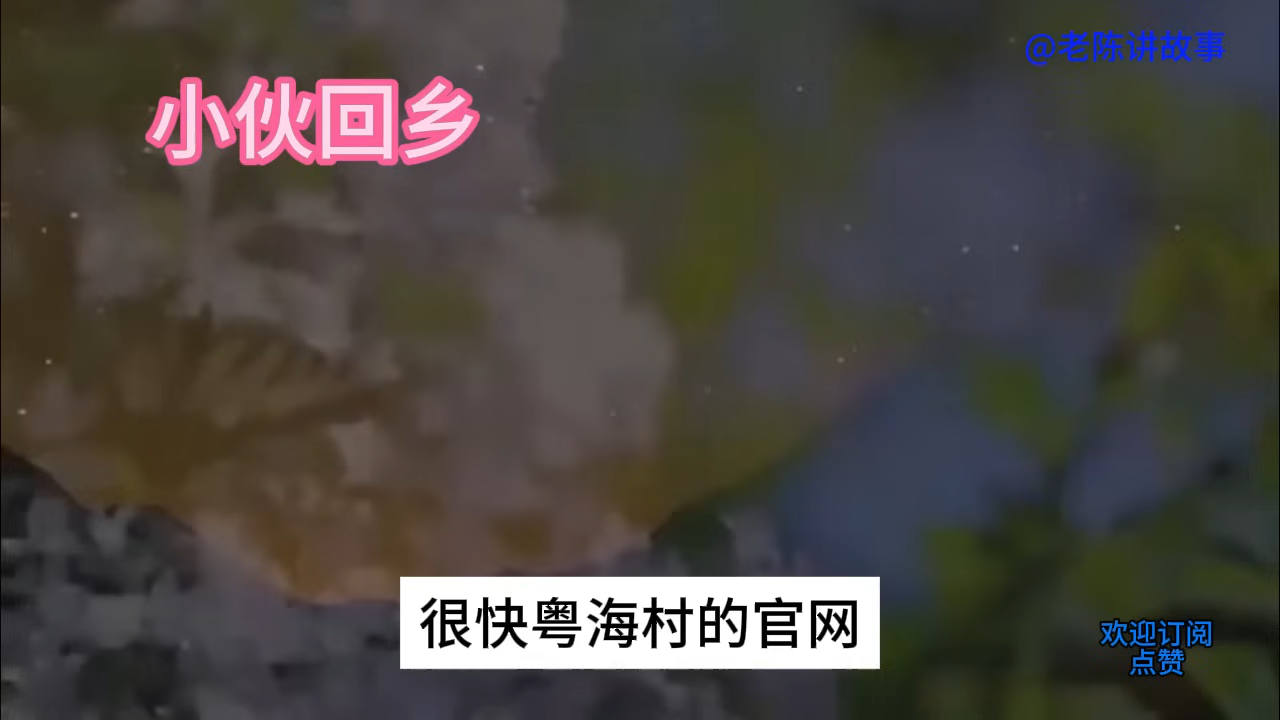 @老陈讲故事
小伙回乡
很快粤海村的官网
欢迎订阅
点赞